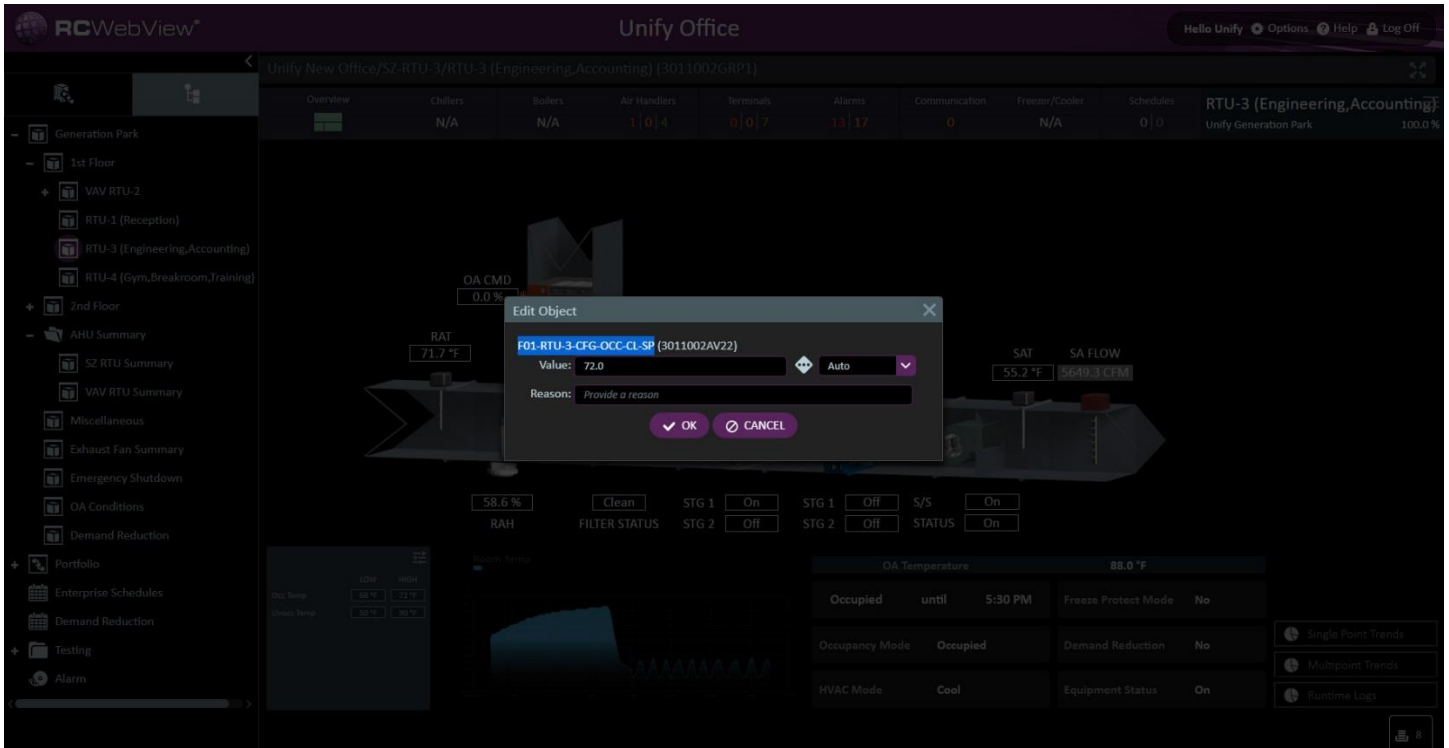 RCWebView®
Unify Office
Hello Unify Options Help Log Off
Unify New Office/SZ-RTU-3/RTU-3 (Engineering,Accounting) (3011002GRP1)
Overview Chillers Boilers Air Handlers Terminals Alarms Communication Freezer/Cooler Schedules
N/A N/A 1|0|4 0|0|7 13|17 0 N/A 0|0
RTU-3 (Engineering,Accounting)
Unify Generation Park 100.0 %
Generation Park
1st Floor
VAV RTU-2
RTU-1 (Reception)
RTU-3 (Engineering,Accounting)
RTU-4 (Gym,Breakroom,Training)
2nd Floor
AHU Summary
SZ RTU Summary
VAV RTU Summary
Miscellaneous
Exhaust Fan Summary
Emergency Shutdown
OA Conditions
Demand Reduction
Portfolio
Enterprise Schedules
Demand Reduction
Testing
Alarm
OA CMD
0.0 %
RAT
71.7 °F
Edit Object
F01-RTU-3-CFG-OCC-CL-SP (3011002AV22)
Value: 72.0 Auto
Reason: Provide a reason
OK CANCEL
SAT SA FLOW
55.2 °F 5649.3 CFM
58.6 % Clean STG 1 On STG 1 Off S/S On
RAH FILTER STATUS STG 2 Off STG 2 Off STATUS On
LOW HIGH
Occ Temp 68 °F 72 °F
Unocc Temp 50 °F 90 °F
Room Temp
OA Temperature 88.0 °F
Occupied until 5:30 PM Freeze Protect Mode No
Occupancy Mode Occupied Demand Reduction No
HVAC Mode Cool Equipment Status On
Single Point Trends
Multipoint Trends
Runtime Logs
8